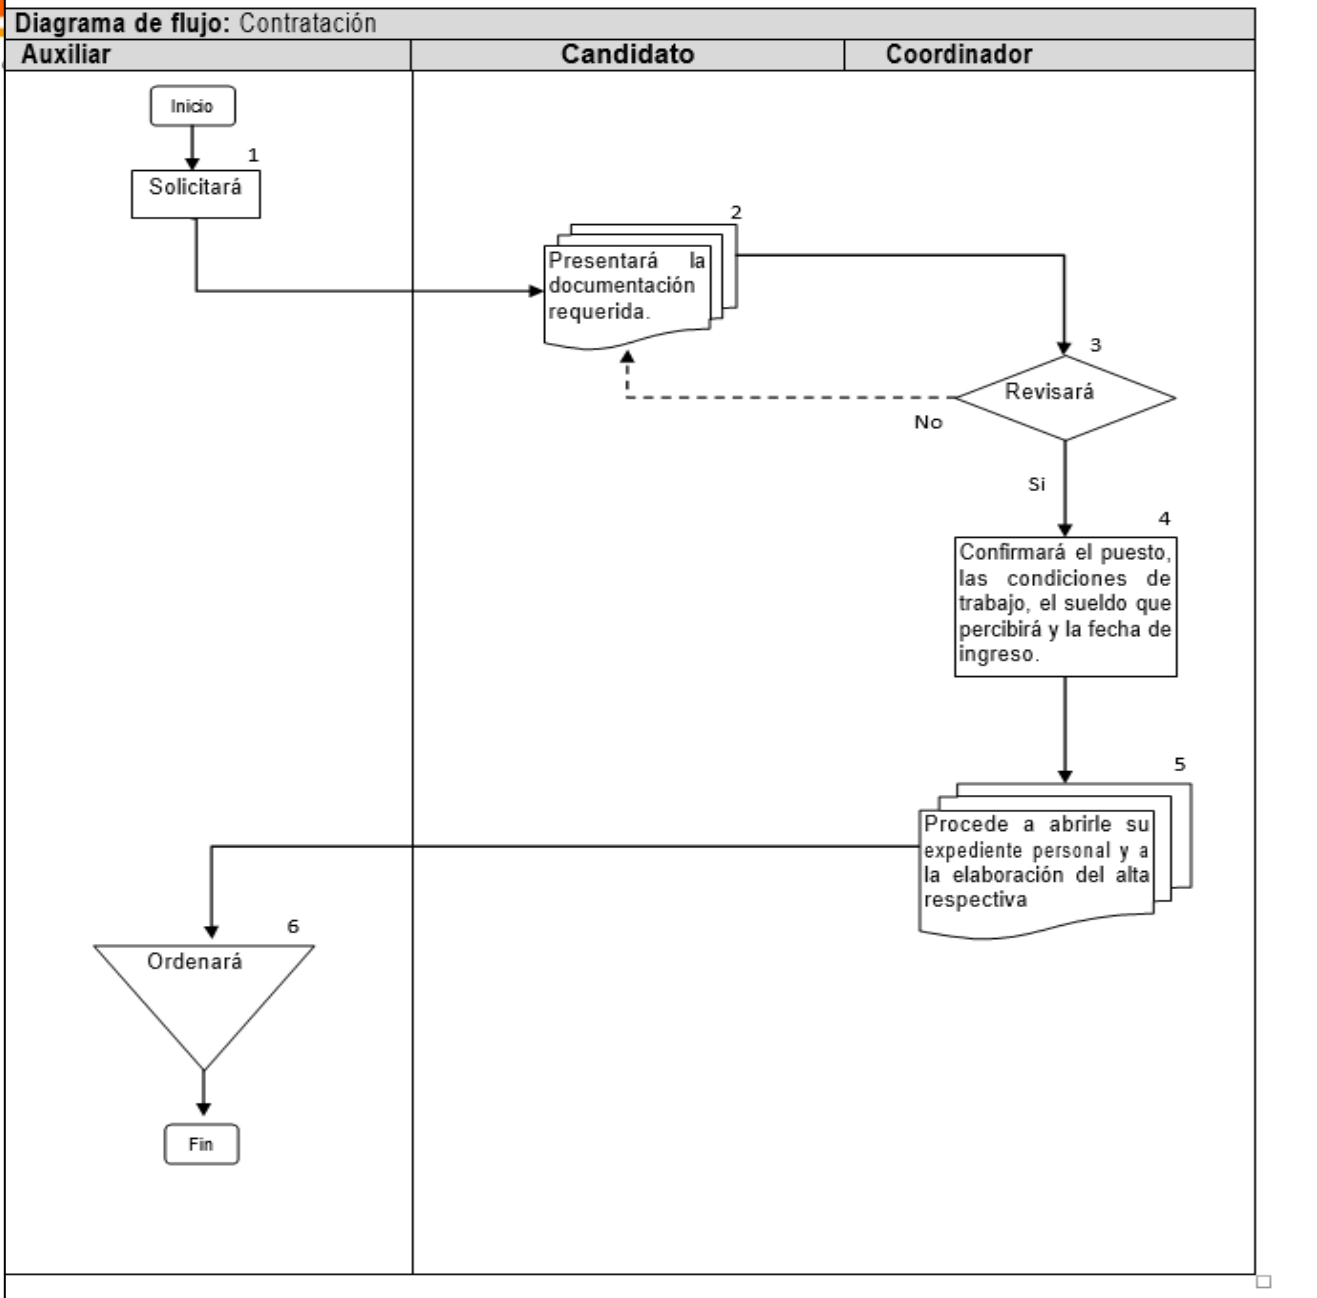 Diagrama de flujo: Contratación
Auxiliar
Candidato
Coordinador
Inicio
1
Solicitará
2
Presentará la
documentación
requerida.
3
Revisará
No
Si
4
Confirmará el puesto,
las condiciones de
trabajo, el sueldo que
percibirá y la fecha de
ingreso.
5
Procede a abrirle su
expediente personal y a
la elaboración del alta
respectiva
6
Ordenará
Fin